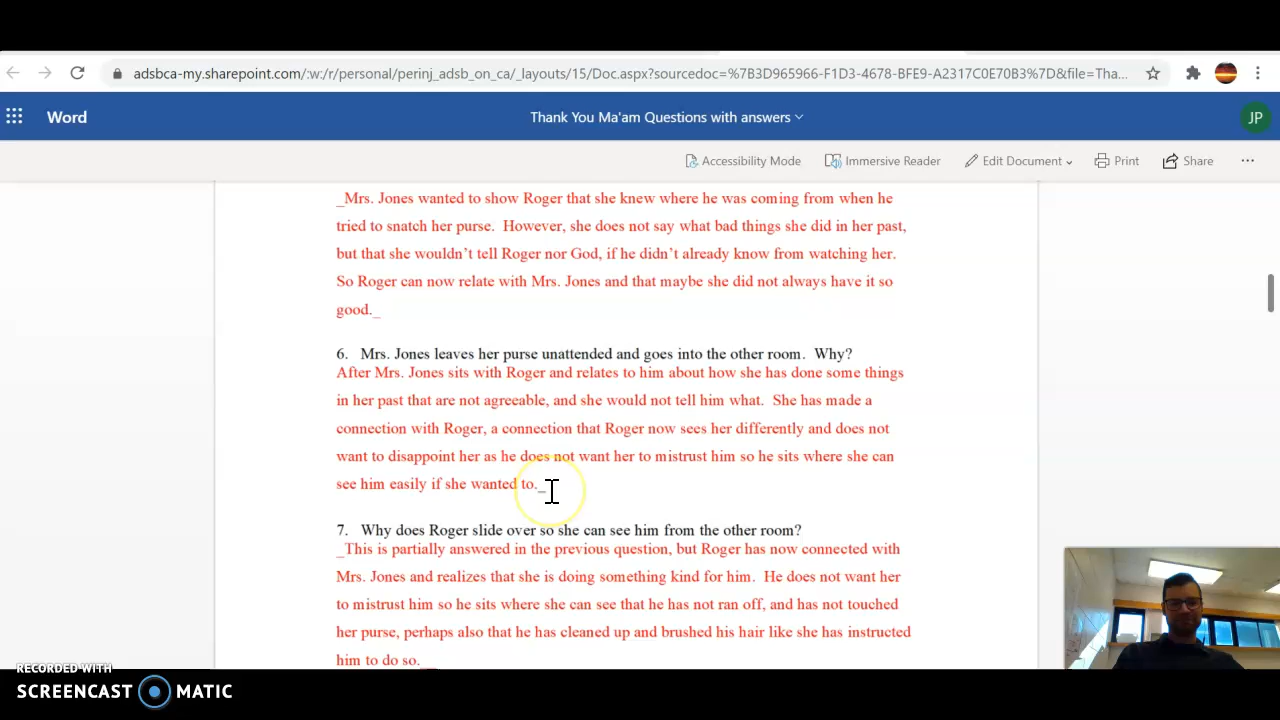 adsbca-my.sharepoint.com/:w:/r/personal/perinj_adsb_on_ca/_layouts/15/Doc.aspx?sourcedoc=%7B3D965966-F1D3-4678-BFE9-A2317C0E70B3%7D&file=Tha...
Word
Thank You Ma'am Questions with answers
JP
Accessibility Mode
Immersive Reader
Edit Document
Print
Share
_Mrs. Jones wanted to show Roger that she knew where he was coming from when he
tried to snatch her purse.  However, she does not say what bad things she did in her past,
but that she wouldn't tell Roger nor God, if he didn't already know from watching her.
So Roger can now relate with Mrs. Jones and that maybe she did not always have it so
good._
6.  Mrs. Jones leaves her purse unattended and goes into the other room.  Why?
After Mrs. Jones sits with Roger and relates to him about how she has done some things
in her past that are not agreeable, and she would not tell him what.  She has made a
connection with Roger, a connection that Roger now sees her differently and does not
want to disappoint her as he does not want her to mistrust him so he sits where she can
see him easily if she wanted to._
7.  Why does Roger slide over so she can see him from the other room?
_This is partially answered in the previous question, but Roger has now connected with
Mrs. Jones and realizes that she is doing something kind for him.  He does not want her
to mistrust him so he sits where she can see that he has not ran off, and has not touched
her purse, perhaps also that he has cleaned up and brushed his hair like she has instructed
him to do so.__
RECORDED WITH
SCREENCAST MATIC